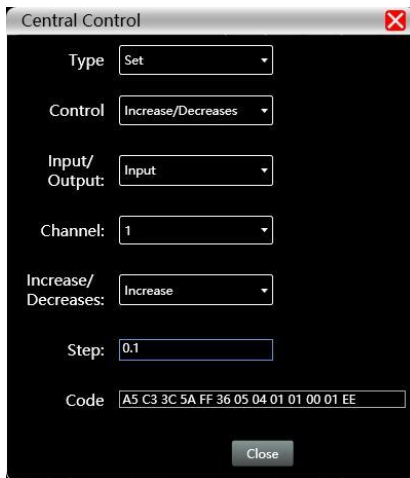 Central Control
Type Set
Control Increase/Decreases
Input/
Output: Input
Channel: 1
Increase/
Decreases: Increase
Step: 0.1
Code A5 C3 3C 5A FF 36 05 04 01 01 00 01 EE
Close